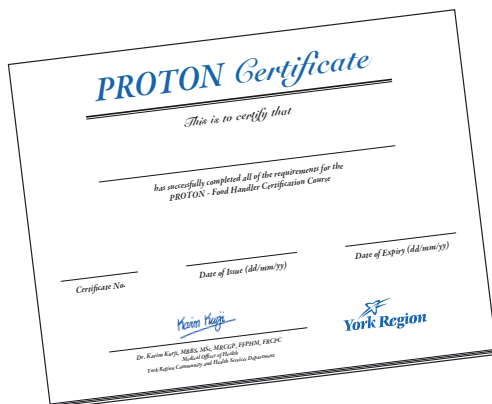 PROTON Certificate
This is to certify that
has successfully completed all of the requirements for the
PROTON - Food Handler Certification Course
Certificate No.
Date of Issue (dd/mm/yy)
Date of Expiry (dd/mm/yy)
Karim Kurji
York Region
Dr. Karim Kurji, MBBS, MSc, MRCGP, FFPHM, FRCPC
Medical Officer of Health
York Region Community and Health Services Department